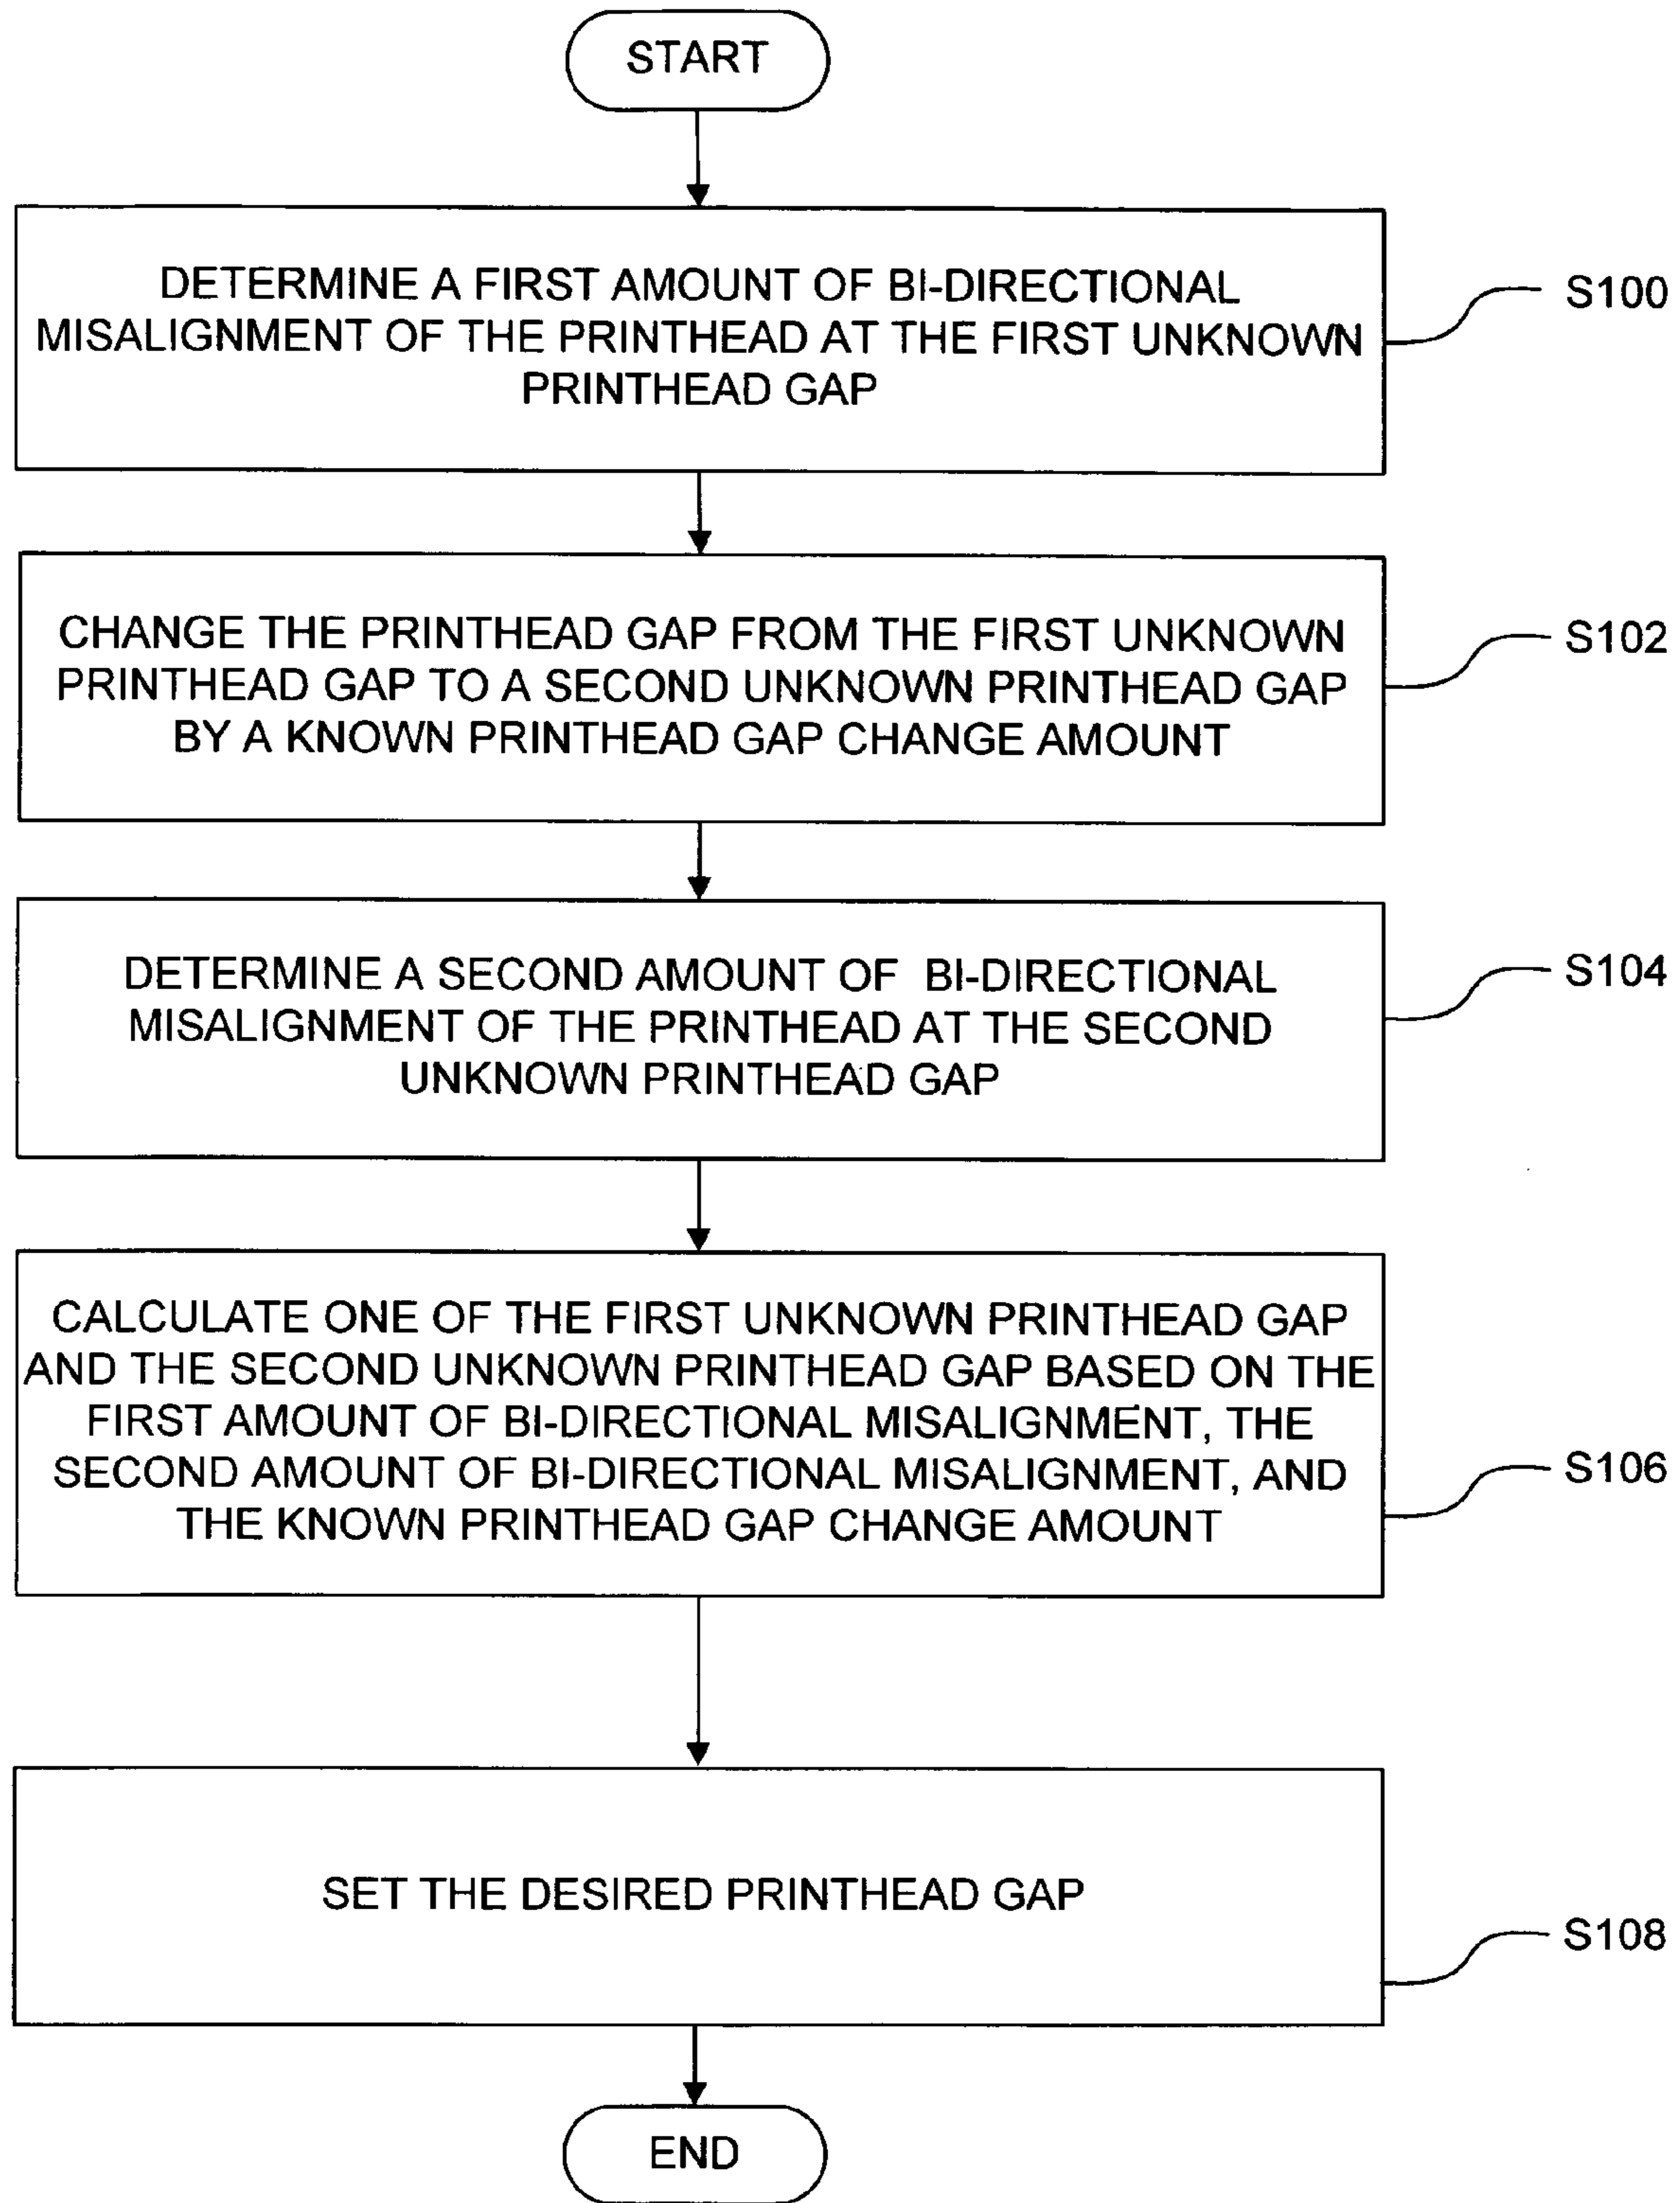 START
DETERMINE A FIRST AMOUNT OF BI-DIRECTIONAL
MISALIGNMENT OF THE PRINTHEAD AT THE FIRST UNKNOWN
PRINTHEAD GAP
S100
CHANGE THE PRINTHEAD GAP FROM THE FIRST UNKNOWN
PRINTHEAD GAP TO A SECOND UNKNOWN PRINTHEAD GAP
BY A KNOWN PRINTHEAD GAP CHANGE AMOUNT
S102
DETERMINE A SECOND AMOUNT OF BI-DIRECTIONAL
MISALIGNMENT OF THE PRINTHEAD AT THE SECOND
UNKNOWN PRINTHEAD GAP
S104
CALCULATE ONE OF THE FIRST UNKNOWN PRINTHEAD GAP
AND THE SECOND UNKNOWN PRINTHEAD GAP BASED ON THE
FIRST AMOUNT OF BI-DIRECTIONAL MISALIGNMENT, THE
SECOND AMOUNT OF BI-DIRECTIONAL MISALIGNMENT, AND
THE KNOWN PRINTHEAD GAP CHANGE AMOUNT
S106
SET THE DESIRED PRINTHEAD GAP
S108
END